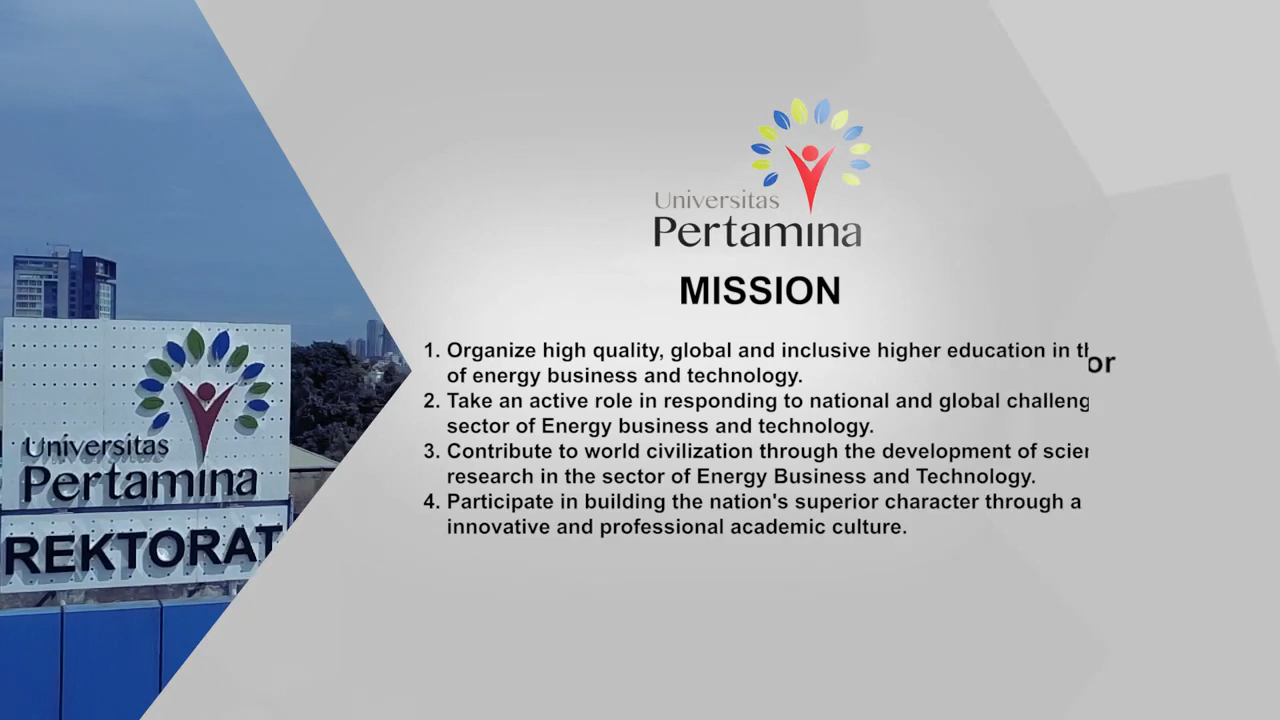 Universitas
Pertamina
MISSION
1. Organize high quality, global and inclusive higher education in
of energy business and technology.
2. Take an active role in responding to national and global
sector of Energy business and technology.
3. Contribute to world civilization through the development of
research in the sector of Energy Business and Technology.
4. Participate in building the nation's superior character through a
innovative and professional academic culture.
Universitas
Pertamina
REKTORAT